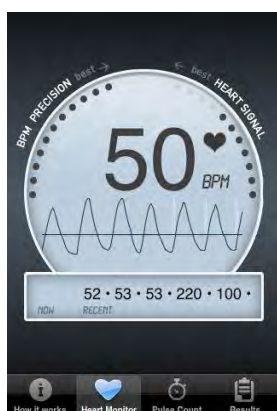 BPM PRECISION best →
← best HEART SIGNAL
50 BPM
52 · 53 · 53 · 220 · 100 ·
NOW RECENT
How it works Heart Monitor Pulse Count Results